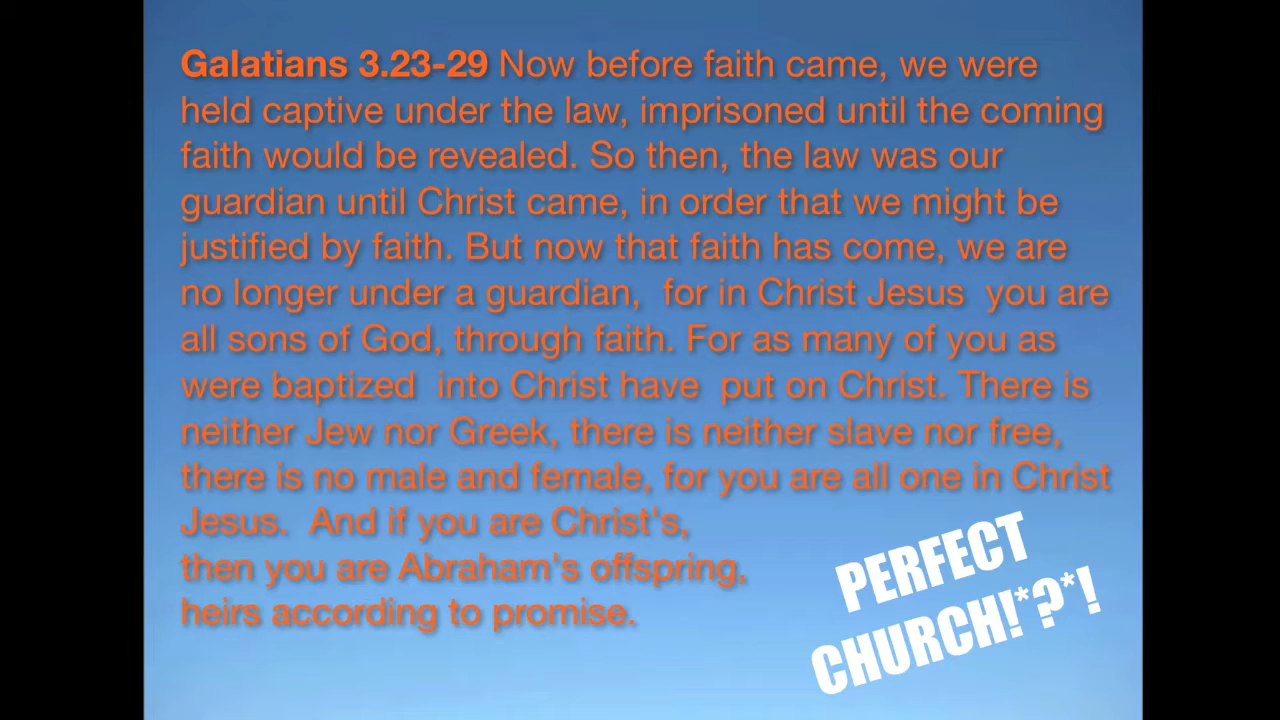 Galatians 3.23-29 Now before faith came, we were
held captive under the law, imprisoned until the coming
faith would be revealed. So then, the law was our
guardian until Christ came, in order that we might be
justified by faith. But now that faith has come, we are
no longer under a guardian,  for in Christ Jesus  you are
all sons of God, through faith. For as many of you as
were baptized  into Christ have  put on Christ. There is
neither Jew nor Greek, there is neither slave nor free,
there is no male and female, for you are all one in Christ
Jesus.  And if you are Christ's,
then you are Abraham's offspring,
heirs according to promise.
PERFECT
CHURCH!*?*!